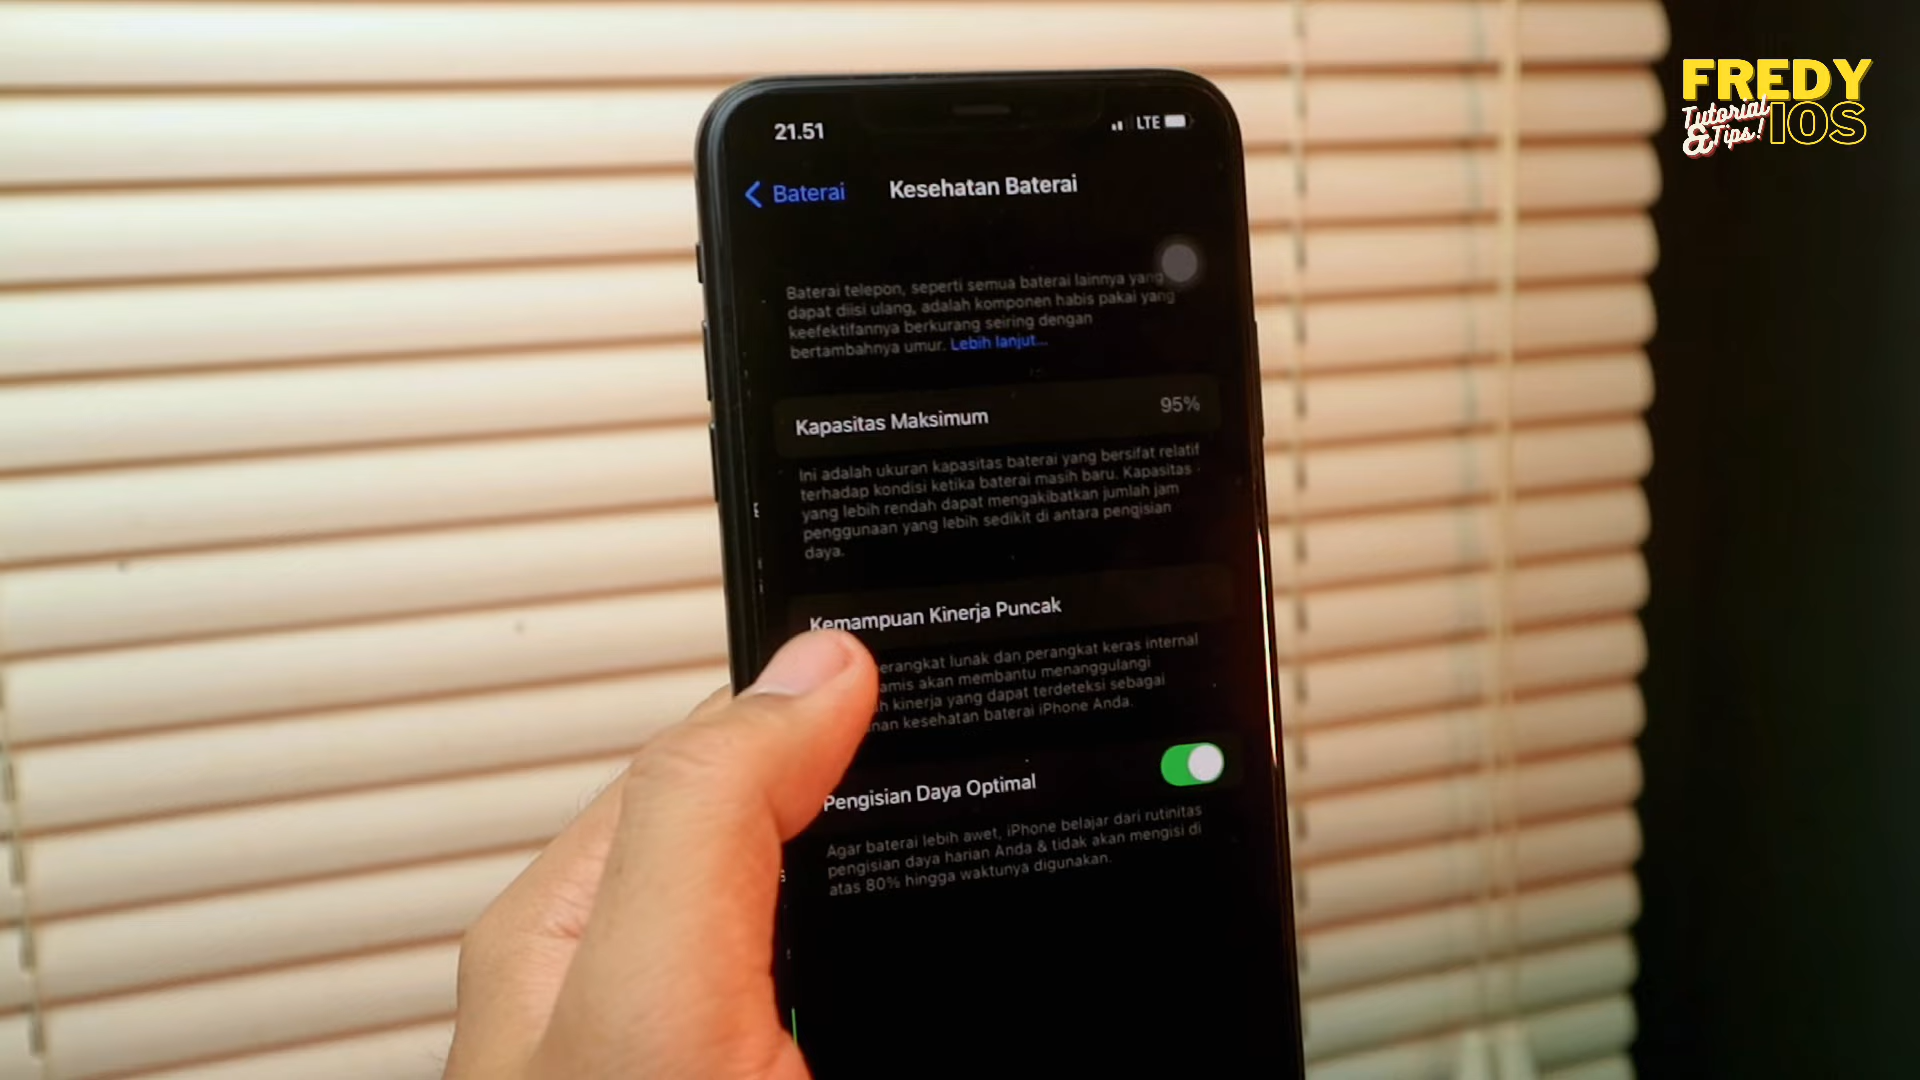 FREDY
Tutorial
& Tips!
IOS
21.51
LTE
Baterai
Kesehatan Baterai
Baterai telepon, seperti semua baterai lainnya yang
dapat diisi ulang, adalah komponen habis pakai yang
keefektifannya berkurang seiring dengan
bertambahnya umur. Lebih lanjut...
Kapasitas Maksimum
95%
Ini adalah ukuran kapasitas baterai yang bersifat relatif
terhadap kondisi ketika baterai masih baru. Kapasitas
yang lebih rendah dapat mengakibatkan jumlah jam
penggunaan yang lebih sedikit di antara pengisian
daya.
Kemampuan Kinerja Puncak
perangkat lunak dan perangkat keras internal
akan membantu menanggulangi
kinerja yang dapat terdeteksi sebagai
kesehatan baterai iPhone Anda.
Pengisian Daya Optimal
Agar baterai lebih awet, iPhone belajar dari rutinitas
pengisian daya harian Anda & tidak akan mengisi di
atas 80% hingga waktunya digunakan.